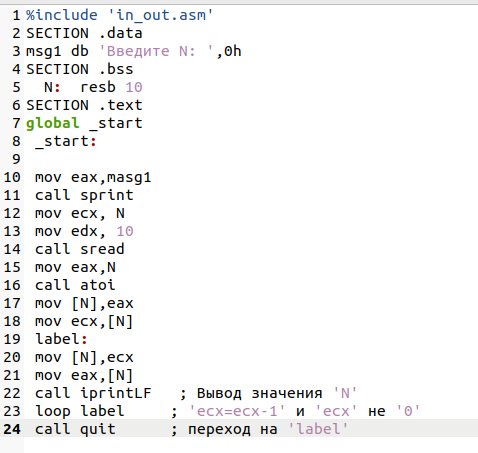 1 %include 'in_out.asm'
2 SECTION .data
3 msg1 db 'Введите N: ',0h
4 SECTION .bss
5 N: resb 10
6 SECTION .text
7 global _start
8 _start:
9
10 mov eax,masg1
11 call sprint
12 mov ecx, N
13 mov edx, 10
14 call sread
15 mov eax,N
16 call atoi
17 mov [N],eax
18 mov ecx,[N]
19 label:
20 mov [N],ecx
21 mov eax,[N]
22 call iprintLF ; Вывод значения 'N'
23 loop label ; 'ecx=ecx-1' и 'ecx' не '0'
24 call quit ; переход на 'label'